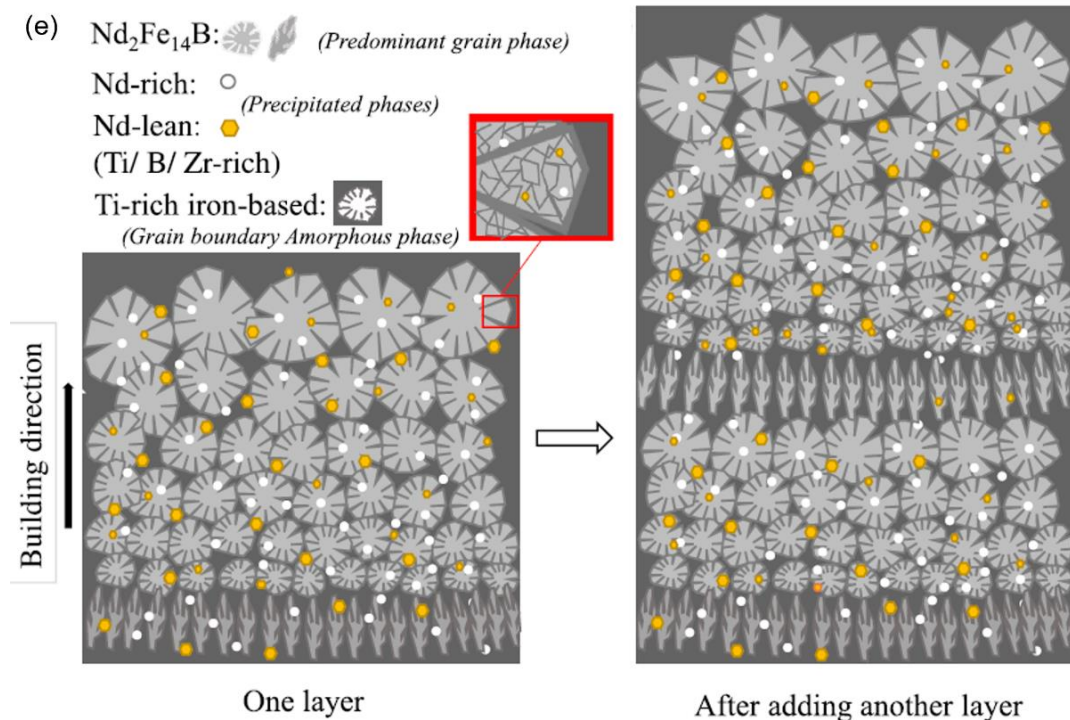 (e)
Nd₂Fe₁₄B: (Predominant grain phase)
Nd-rich:
(Precipitated phases)
Nd-lean:
(Ti/ B/ Zr-rich)
Ti-rich iron-based:
(Grain boundary Amorphous phase)
Building direction
One layer
After adding another layer